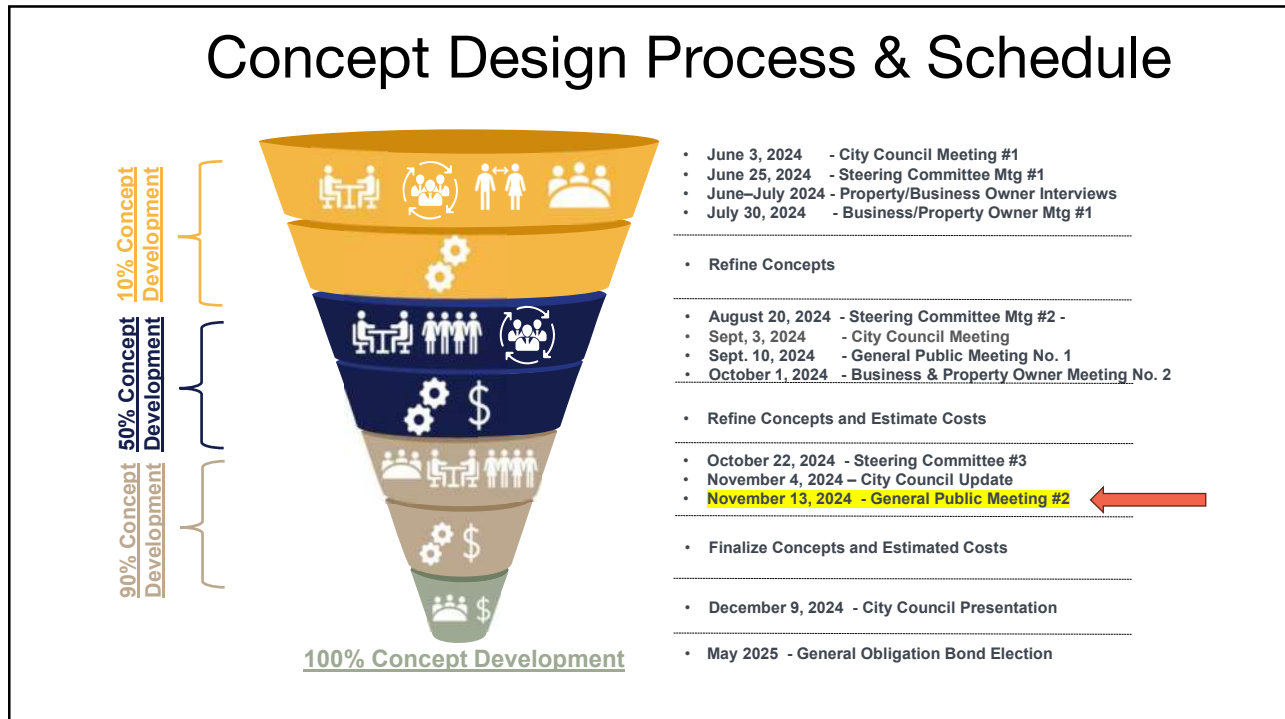 Concept Design Process & Schedule
10% Concept
Development
50% Concept
Development
90% Concept
Development
$
$
$
100% Concept Development
• June 3, 2024 - City Council Meeting #1
• June 25, 2024 - Steering Committee Mtg #1
• June–July 2024 - Property/Business Owner Interviews
• July 30, 2024 - Business/Property Owner Mtg #1
• Refine Concepts
• August 20, 2024 - Steering Committee Mtg #2 -
• Sept, 3, 2024 - City Council Meeting
• Sept. 10, 2024 - General Public Meeting No. 1
• October 1, 2024 - Business & Property Owner Meeting No. 2
• Refine Concepts and Estimate Costs
• October 22, 2024 - Steering Committee #3
• November 4, 2024 – City Council Update
• November 13, 2024 - General Public Meeting #2
• Finalize Concepts and Estimated Costs
• December 9, 2024 - City Council Presentation
• May 2025 - General Obligation Bond Election